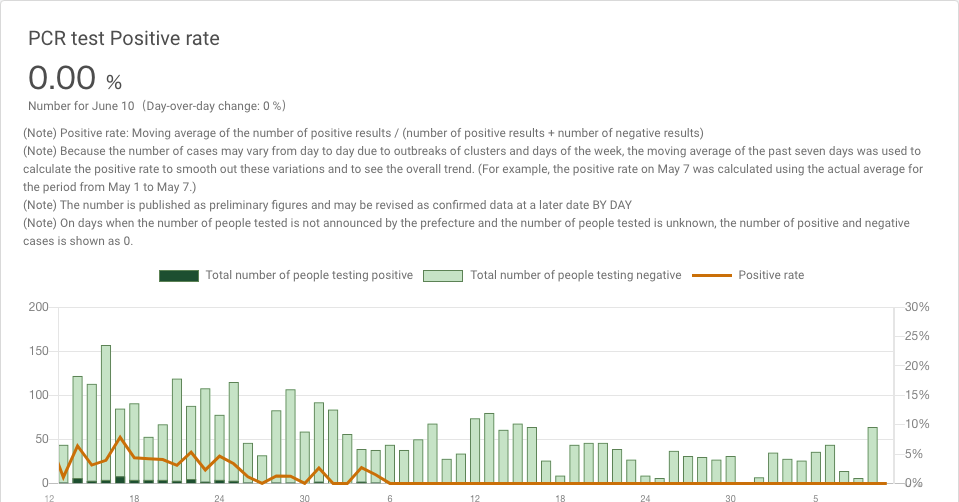 PCR test Positive rate
0.00 %
Number for June 10 (Day-over-day change: 0 %)
(Note) Positive rate: Moving average of the number of positive results / (number of positive results + number of negative results)
(Note) Because the number of cases may vary from day to day due to outbreaks of clusters and days of the week, the moving average of the past seven days was used to
calculate the positive rate to smooth out these variations and to see the overall trend. (For example, the positive rate on May 7 was calculated using the actual average for
the period from May 1 to May 7.)
(Note) The number is published as preliminary figures and may be revised as confirmed data at a later date BY DAY
(Note) On days when the number of people tested is not announced by the prefecture and the number of people tested is unknown, the number of positive and negative
cases is shown as 0.
Total number of people testing positive Total number of people testing negative Positive rate
200 30%
25%
150
20%
100 15%
10%
50
5%
0 0%
12 18 24 30 6 12 18 24 30 5